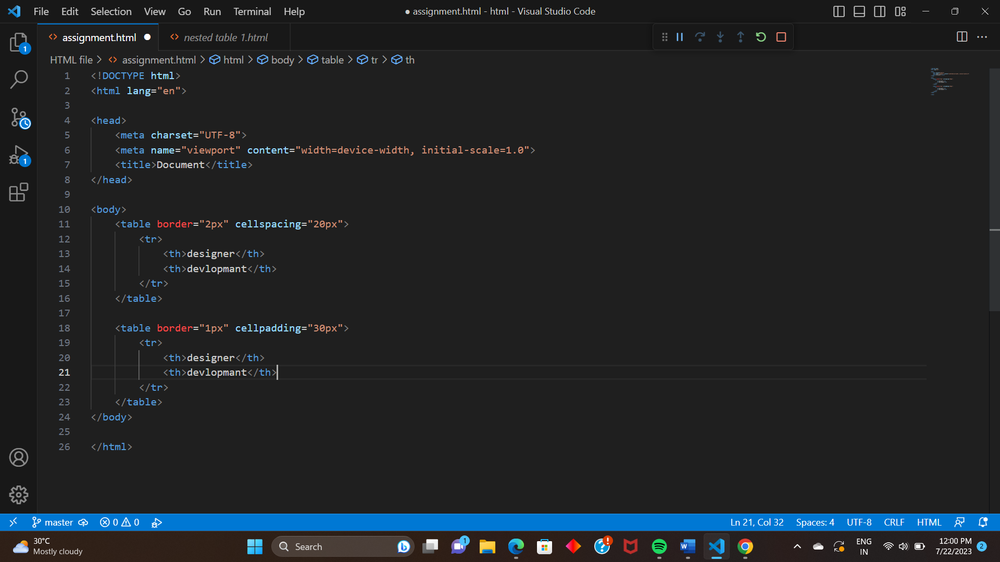 File Edit Selection View Go Run Terminal Help ● assignment.html - html - Visual Studio Code
assignment.html ● nested table 1.html
HTML file > assignment.html > html > body > table > tr > th
1 <!DOCTYPE html>
2 <html lang="en">
3
4 <head>
5 <meta charset="UTF-8">
6 <meta name="viewport" content="width=device-width, initial-scale=1.0">
7 <title>Document</title>
8 </head>
9
10 <body>
11 <table border="2px" cellspacing="20px">
12 <tr>
13 <th>designer</th>
14 <th>devlopmant</th>
15 </tr>
16 </table>
17
18 <table border="1px" cellpadding="30px">
19 <tr>
20 <th>designer</th>
21 <th>devlopmant</th>
22 </tr>
23 </table>
24 </body>
25
26 </html>
1
1
master 0 0 Ln 21, Col 32 Spaces: 4 UTF-8 CRLF HTML
30°C
Mostly cloudy
Search
1
ENG
IN
12:00 PM
7/22/2023
2